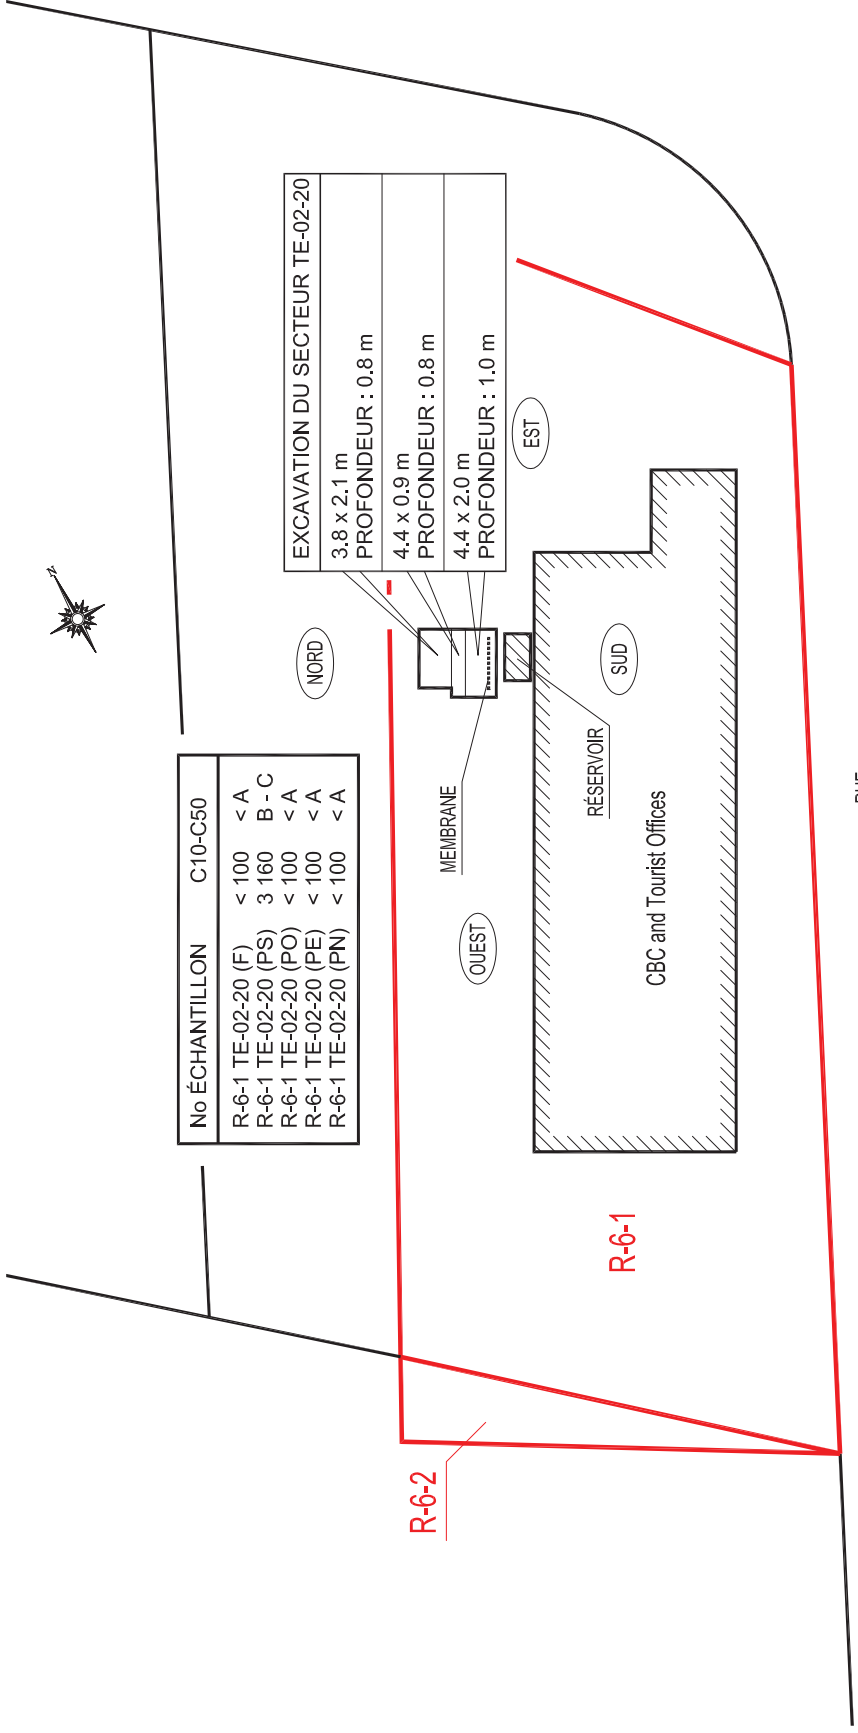 No ÉCHANTILLON C10-C50
R-6-1 TE-02-20 (F) < 100 < A
R-6-1 TE-02-20 (PS) 3 160 B - C
R-6-1 TE-02-20 (PO) < 100 < A
R-6-1 TE-02-20 (PE) < 100 < A
R-6-1 TE-02-20 (PN) < 100 < A
N
NORD
EXCAVATION DU SECTEUR TE-02-20
3.8 x 2.1 m
PROFONDEUR : 0.8 m
4.4 x 0.9 m
PROFONDEUR : 0.8 m
4.4 x 2.0 m
PROFONDEUR : 1.0 m
R-6-2
OUEST
MEMBRANE
EST
RÉSERVOIR
SUD
R-6-1
CBC and Tourist Offices